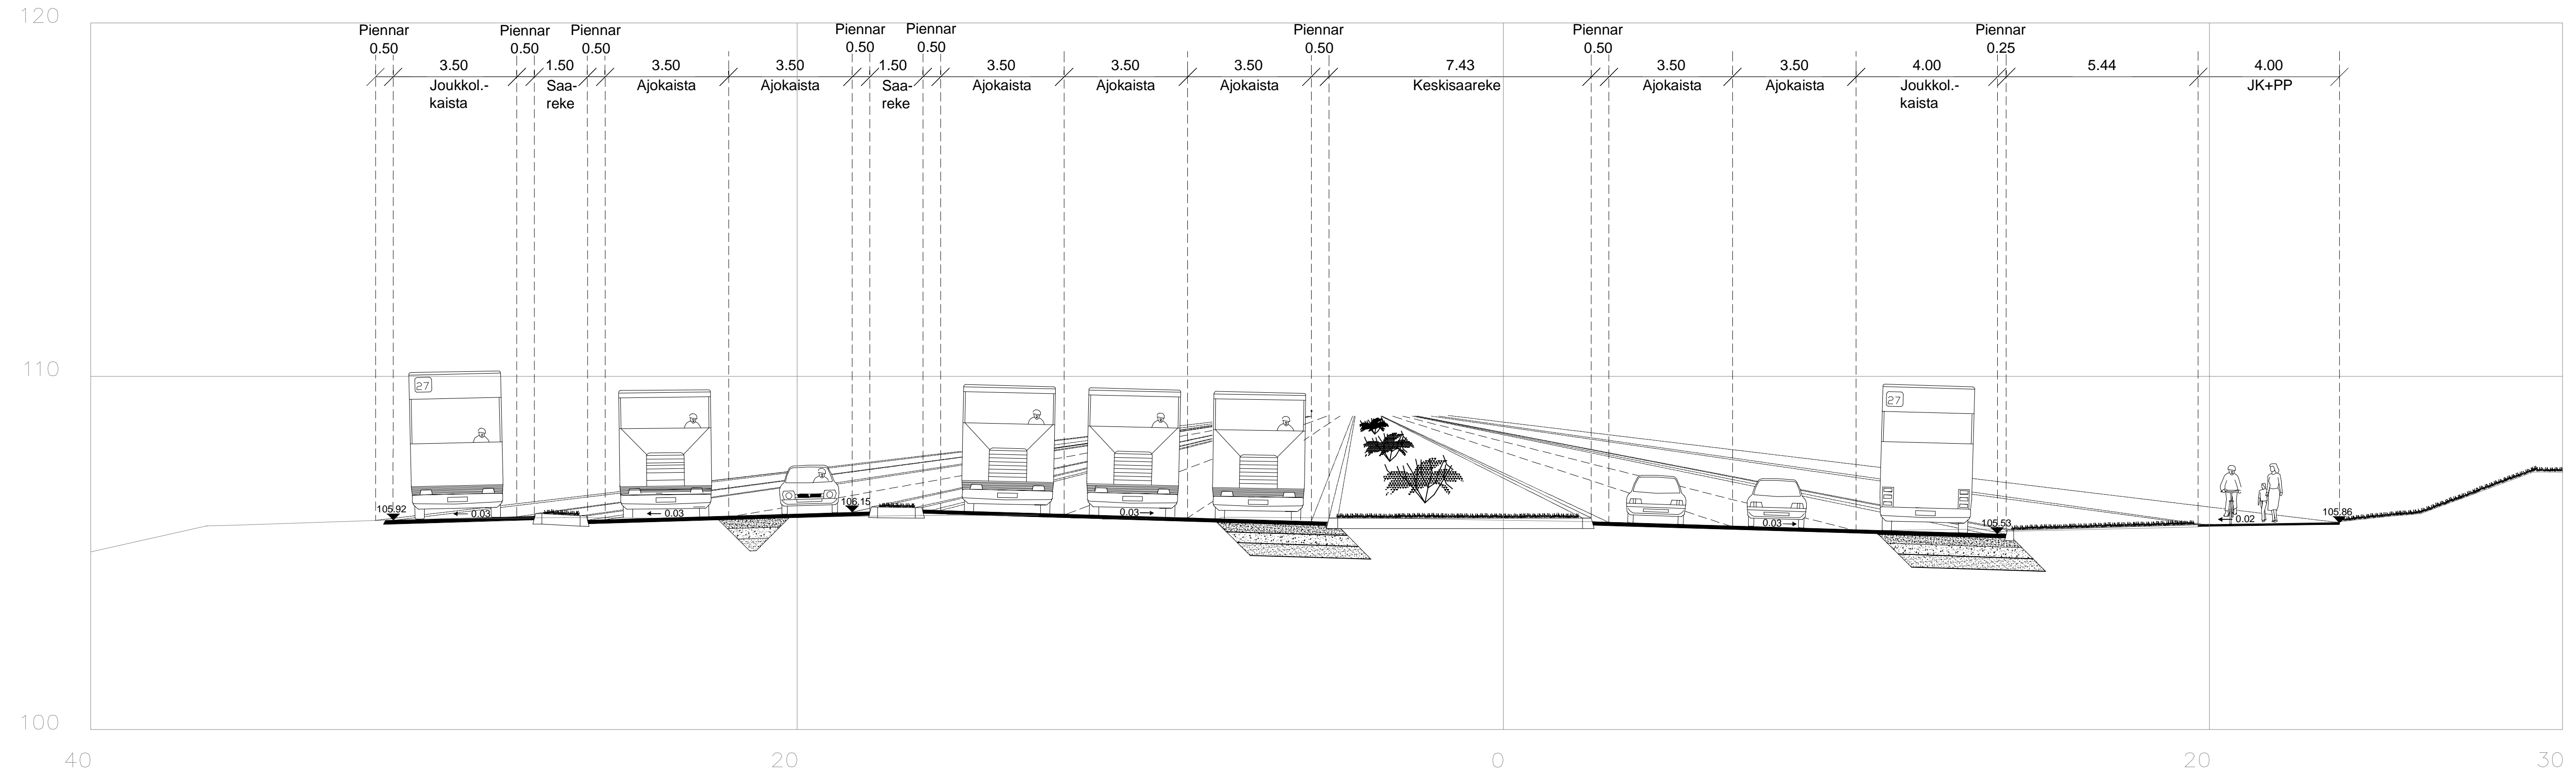 120
Piennar Piennar Piennar Piennar Piennar Piennar Piennar Piennar
0.50 0.50 0.50 0.50 0.50 0.50 0.50 0.25
3.50 1.50 3.50 3.50 1.50 3.50 3.50 3.50 7.43 3.50 3.50 4.00 5.44 4.00
Joukkol.- Saa- Ajokaista Ajokaista Saa- Ajokaista Ajokaista Ajokaista Keskisaareke Ajokaista Ajokaista Joukkol.- JK+PP
kaista reke reke kaista
110
27 27
105.92 0.03 0.03 106.15 0.03 0.03 105.53 0.02 105.86
100
40 20 0 20 30